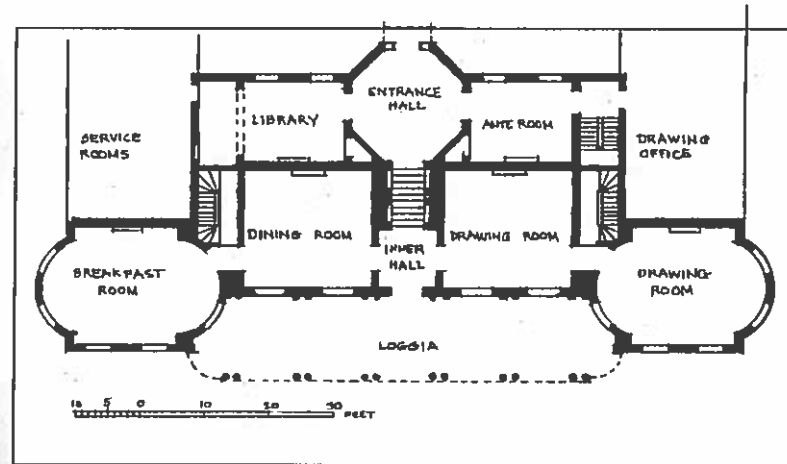 ENTRANCE
HALL
LIBRARY
ANTE ROOM
SERVICE
ROOMS
DRAWING
OFFICE
DINING ROOM
DRAWING ROOM
INNER
HALL
BREAKFAST
ROOM
DRAWING-
ROOM
LOGGIA
10 5 0 10 20 30
FEET